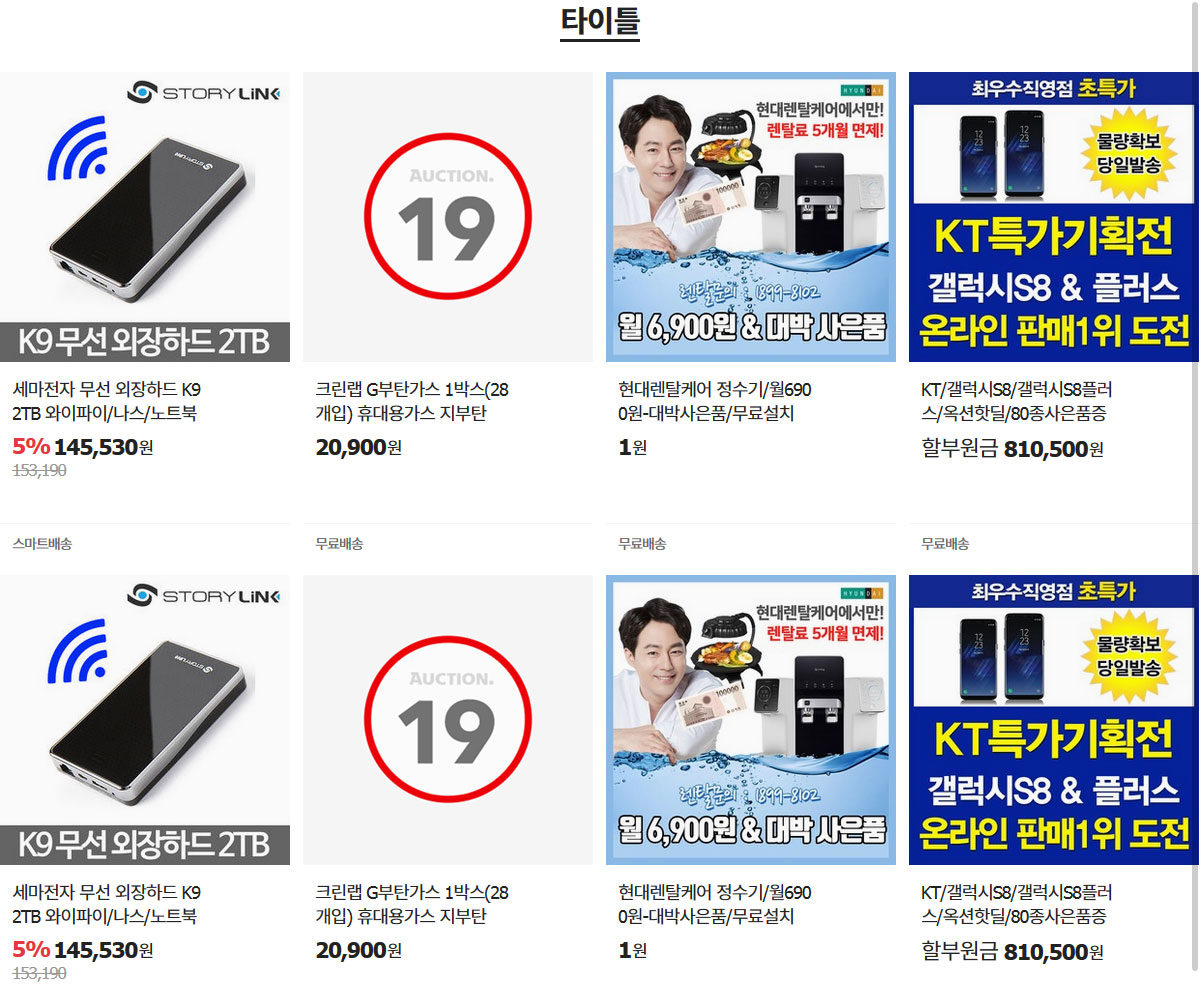 타이틀
STORYLiNK
STORYLiNK
K9 무선 외장하드 2TB
세마전자 무선 외장하드 K9
2TB 와이파이/나스/노트북
5% 145,530원
153,190
스마트배송
AUCTION.
19
크린랩 G부탄가스 1박스(28
개입) 휴대용가스 지부탄
20,900원
무료배송
HYUNDAI
현대렌탈케어에서만!
렌탈료 5개월 면제!
100000
렌탈문의 : 1899-8102
월 6,900원 & 대박 사은품
현대렌탈케어 정수기/월690
0원-대박사은품/무료설치
1원
무료배송
최우수직영점 초특가
12
23
12
23
물량확보
당일발송
KT특가기획전
갤럭시S8 & 플러스
온라인 판매1위 도전
KT/갤럭시S8/갤럭시S8플러
스/옥션핫딜/80종사은품증
할부원금 810,500원
무료배송
STORYLiNK
STORYLiNK
K9 무선 외장하드 2TB
세마전자 무선 외장하드 K9
2TB 와이파이/나스/노트북
5% 145,530원
153,190
AUCTION.
19
크린랩 G부탄가스 1박스(28
개입) 휴대용가스 지부탄
20,900원
HYUNDAI
현대렌탈케어에서만!
렌탈료 5개월 면제!
100000
렌탈문의 : 1899-8102
월 6,900원 & 대박 사은품
현대렌탈케어 정수기/월690
0원-대박사은품/무료설치
1원
최우수직영점 초특가
12
23
12
23
물량확보
당일발송
KT특가기획전
갤럭시S8 & 플러스
온라인 판매1위 도전
KT/갤럭시S8/갤럭시S8플러
스/옥션핫딜/80종사은품증
할부원금 810,500원